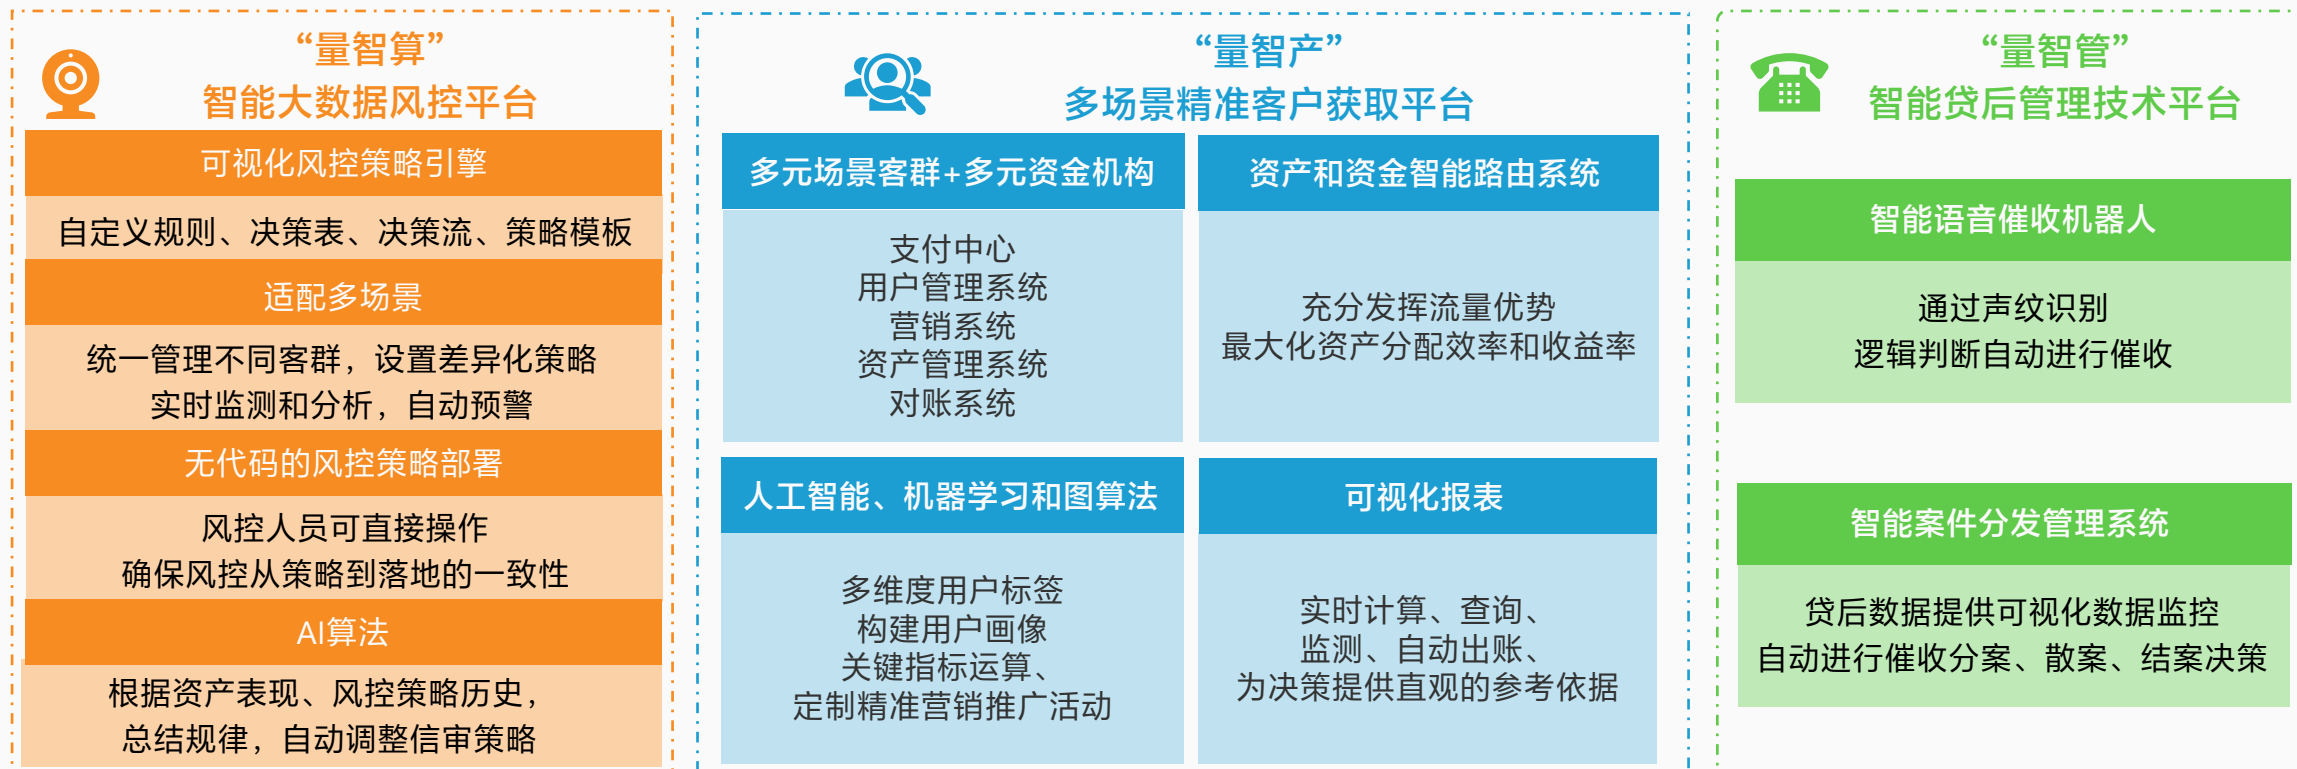 “量智算”
智能大数据风控平台
可视化风控策略引擎
自定义规则、决策表、决策流、策略模板
适配多场景
统一管理不同客群，设置差异化策略
实时监测和分析，自动预警
无代码的风控策略部署
风控人员可直接操作
确保风控从策略到落地的一致性
AI算法
根据资产表现、风控策略历史，
总结规律，自动调整信审策略
“量智产”
多场景精准客户获取平台
多元场景客群+多元资金机构
支付中心
用户管理系统
营销系统
资产管理系统
对账系统
资产和资金智能路由系统
充分发挥流量优势
最大化资产分配效率和收益率
人工智能、机器学习和图算法
多维度用户标签
构建用户画像
关键指标运算、
定制精准营销推广活动
可视化报表
实时计算、查询、
监测、自动出账、
为决策提供直观的参考依据
“量智管”
智能贷后管理技术平台
智能语音催收机器人
通过声纹识别
逻辑判断自动进行催收
智能案件分发管理系统
贷后数据提供可视化数据监控
自动进行催收分案、散案、结案决策